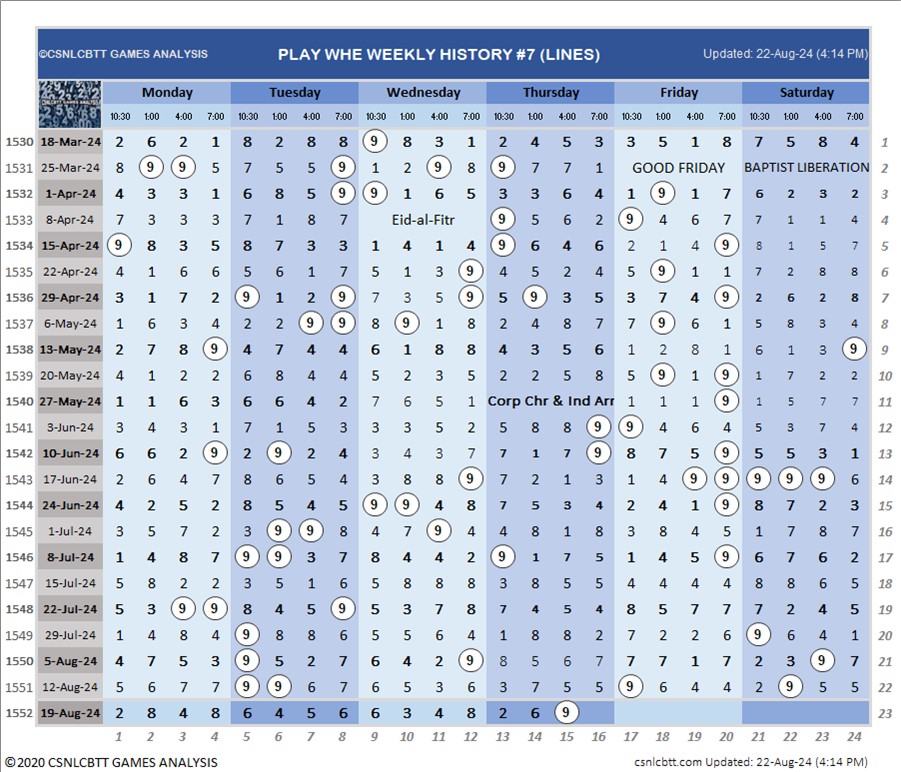 ©CSNLCBTT GAMES ANALYSIS PLAY WHE WEEKLY HISTORY #7 (LINES) Updated: 22-Aug-24 (4:14 PM)
Monday Tuesday Wednesday Thursday Friday Saturday
10:30 1:00 4:00 7:00 10:30 1:00 4:00 7:00 10:30 1:00 4:00 7:00 10:30 1:00 4:00 7:00 10:30 1:00 4:00 7:00 10:30 1:00 4:00 7:00
1530 18-Mar-24 2 6 2 1 8 2 8 8 9 8 3 1 2 4 5 3 3 5 1 8 7 5 8 4 1
1531 25-Mar-24 8 9 9 5 7 5 5 9 1 2 9 8 9 7 7 1 GOOD FRIDAY BAPTIST LIBERATION 2
1532 1-Apr-24 4 3 3 1 6 8 5 9 9 1 6 5 3 3 6 4 1 9 1 7 6 2 3 2 3
1533 8-Apr-24 7 3 3 3 7 1 8 7 Eid-al-Fitr 9 5 6 2 9 4 6 7 7 1 1 4 4
1534 15-Apr-24 9 8 3 5 8 7 3 3 1 4 1 4 9 6 4 6 2 1 4 9 8 1 5 7 5
1535 22-Apr-24 4 1 6 6 5 6 1 7 5 1 3 9 4 5 2 4 5 9 1 1 7 2 8 8 6
1536 29-Apr-24 3 1 7 2 9 1 2 9 7 3 5 9 5 9 3 5 3 7 4 9 2 6 2 8 7
1537 6-May-24 1 6 3 4 2 2 9 9 8 9 1 8 2 4 8 7 7 9 6 1 5 8 3 4 8
1538 13-May-24 2 7 8 9 4 7 4 4 6 1 8 8 4 3 5 6 1 2 8 1 6 1 3 9 9
1539 20-May-24 4 1 2 2 6 8 4 4 5 2 3 5 2 2 5 8 5 9 1 9 1 7 2 2 10
1540 27-May-24 1 1 6 3 6 6 4 2 7 6 5 1 Corp Chr & Ind Arr 1 1 1 9 1 5 7 7 11
1541 3-Jun-24 3 4 3 1 7 1 5 3 3 3 5 2 5 8 8 9 9 4 6 4 5 3 7 4 12
1542 10-Jun-24 6 6 2 9 2 9 2 4 3 4 3 7 7 1 7 9 8 7 5 9 5 5 3 1 13
1543 17-Jun-24 2 6 4 7 8 6 5 4 3 8 8 9 7 2 1 3 1 4 9 9 9 9 9 6 14
1544 24-Jun-24 4 2 5 2 8 5 4 5 9 9 4 8 7 5 3 4 2 4 1 9 8 7 2 3 15
1545 1-Jul-24 3 5 7 2 3 9 9 8 4 7 9 4 4 8 1 8 3 8 4 5 1 7 8 7 16
1546 8-Jul-24 1 4 8 7 9 9 3 7 8 4 4 2 9 1 7 5 1 4 5 9 6 7 6 2 17
1547 15-Jul-24 5 8 2 2 3 5 1 6 5 8 8 8 3 8 5 5 4 4 4 4 8 8 6 5 18
1548 22-Jul-24 5 3 9 9 8 4 5 9 5 3 7 8 7 4 5 4 8 5 7 7 7 2 4 5 19
1549 29-Jul-24 1 4 8 4 9 8 8 6 5 5 6 4 1 8 8 2 7 2 2 6 9 6 4 1 20
1550 5-Aug-24 4 7 5 3 9 5 2 7 6 4 2 9 8 5 6 7 7 7 1 7 2 3 9 7 21
1551 12-Aug-24 5 6 7 7 9 9 6 7 6 5 3 6 3 7 5 5 9 6 4 4 2 9 5 5 22
1552 19-Aug-24 2 8 4 8 6 4 5 6 6 3 4 8 2 6 9 23
1 2 3 4 5 6 7 8 9 10 11 12 13 14 15 16 17 18 19 20 21 22 23 24
©2020 CSNLCBTT GAMES ANALYSIS csnlcbtt.com Updated: 22-Aug-24 (4:14 PM)